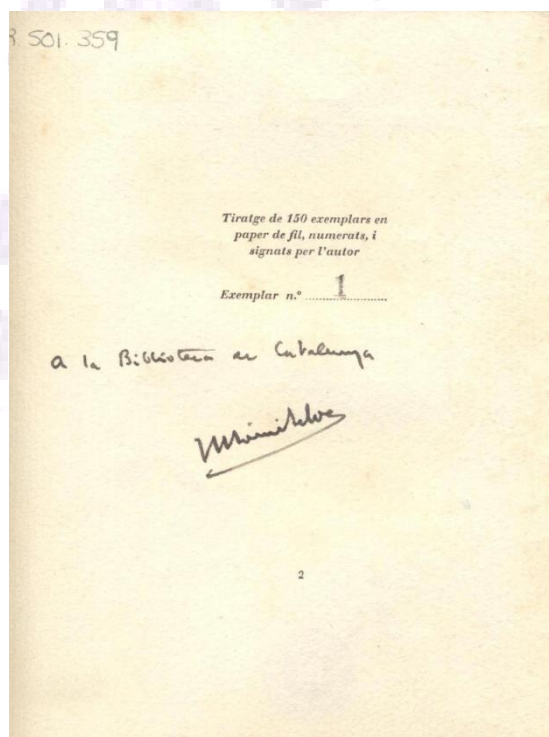 501.359
Tiratge de 150 exemplars en
paper de fil, numerats, i
signats per l'autor
Exemplar n.º 1
a la Biblioteca de Catalunya
2